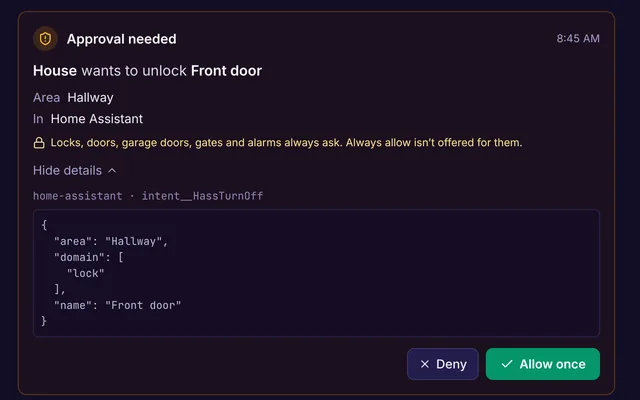 Approval needed
8:45 AM
House wants to unlock Front door
Area Hallway
In Home Assistant
Locks, doors, garage doors, gates and alarms always ask. Always allow isn’t offered for them.
Hide details
home-assistant · intent__HassTurnOff
{
  "area": "Hallway",
  "domain": [
    "lock"
  ],
  "name": "Front door"
}
Deny
Allow once